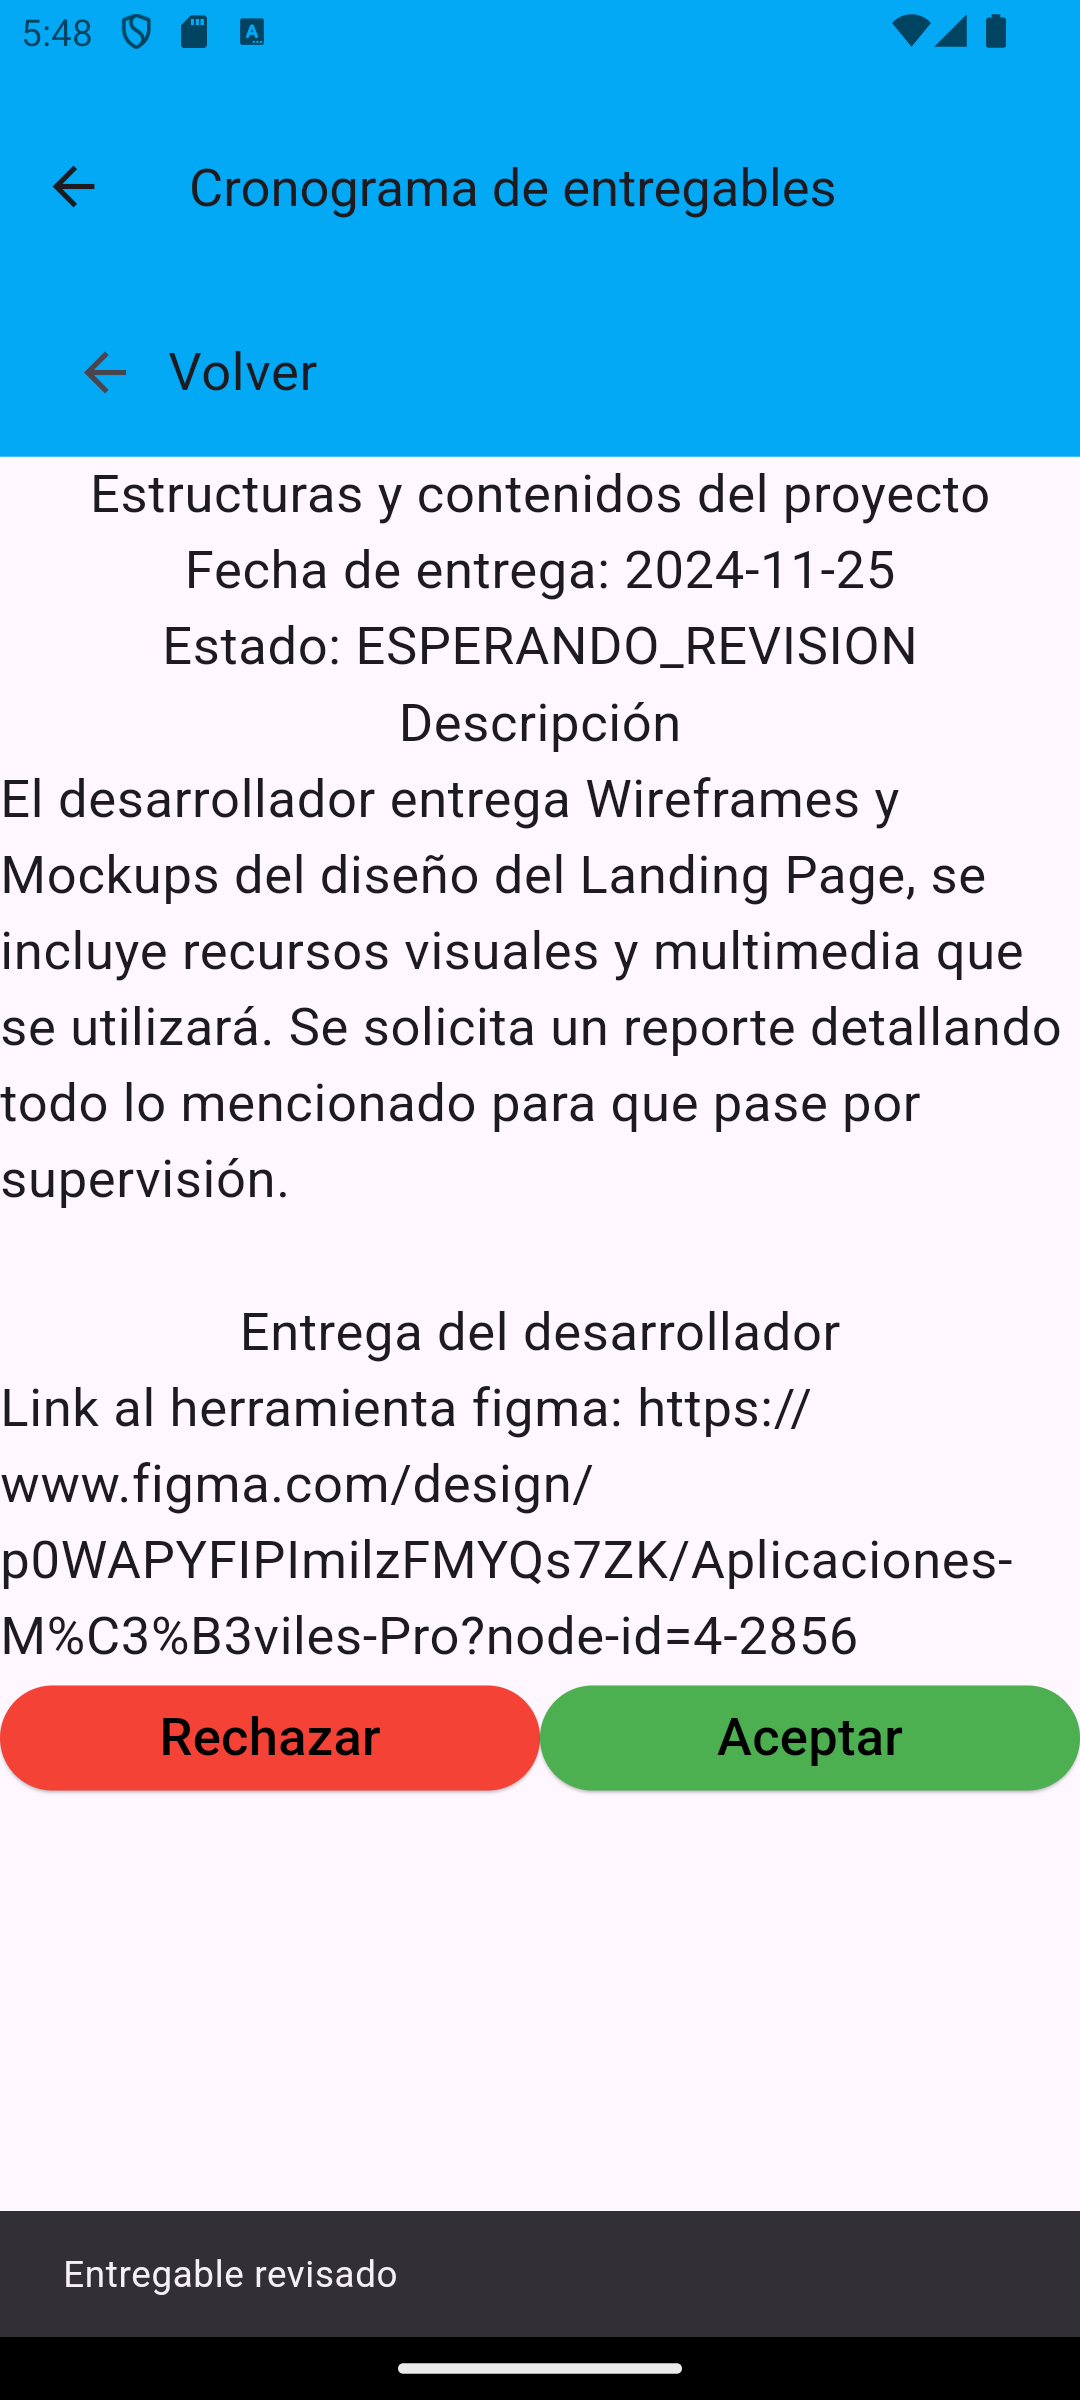 5:48
Cronograma de entregables
Volver
Estructuras y contenidos del proyecto
Fecha de entrega: 2024-11-25
Estado: ESPERANDO_REVISION
Descripción
El desarrollador entrega Wireframes y
Mockups del diseño del Landing Page, se
incluye recursos visuales y multimedia que
se utilizará. Se solicita un reporte detallando
todo lo mencionado para que pase por
supervisión.
Entrega del desarrollador
Link al herramienta figma: https://
www.figma.com/design/
p0WAPYFIPImilzFMYQs7ZK/Aplicaciones-
M%C3%B3viles-Pro?node-id=4-2856
Rechazar
Aceptar
Entregable revisado